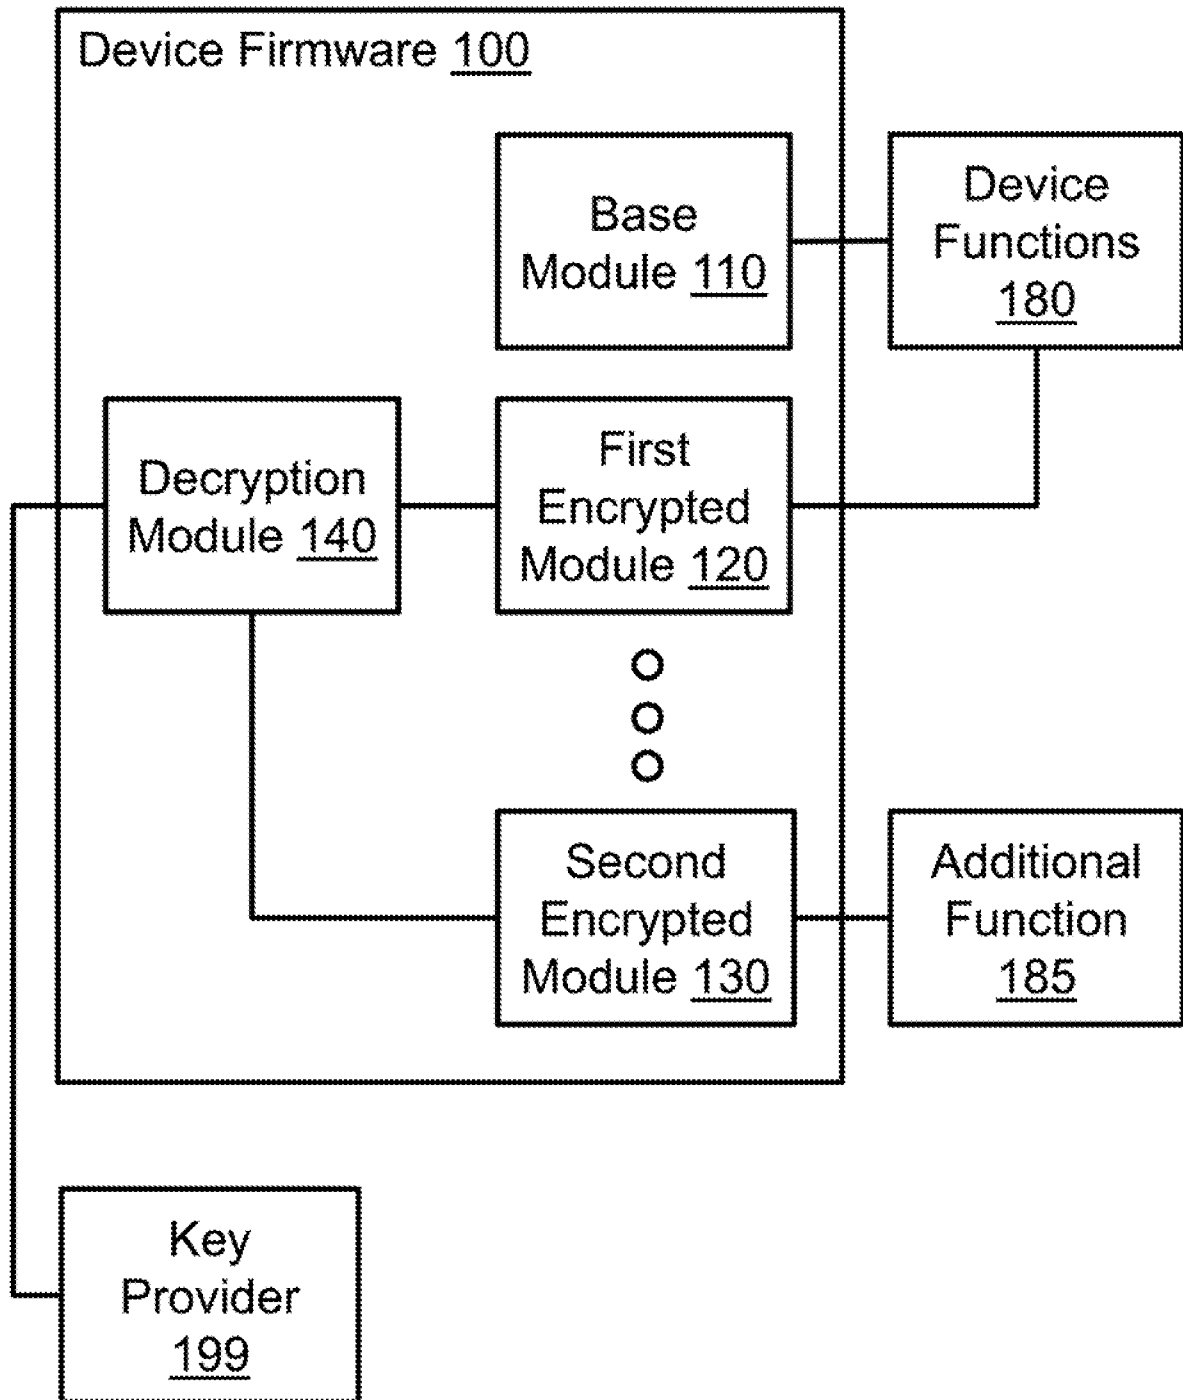 Device Firmware 100
Base
Module 110
Device
Functions
180
Decryption
Module 140
First
Encrypted
Module 120
Second
Encrypted
Module 130
Additional
Function
185
Key
Provider
199